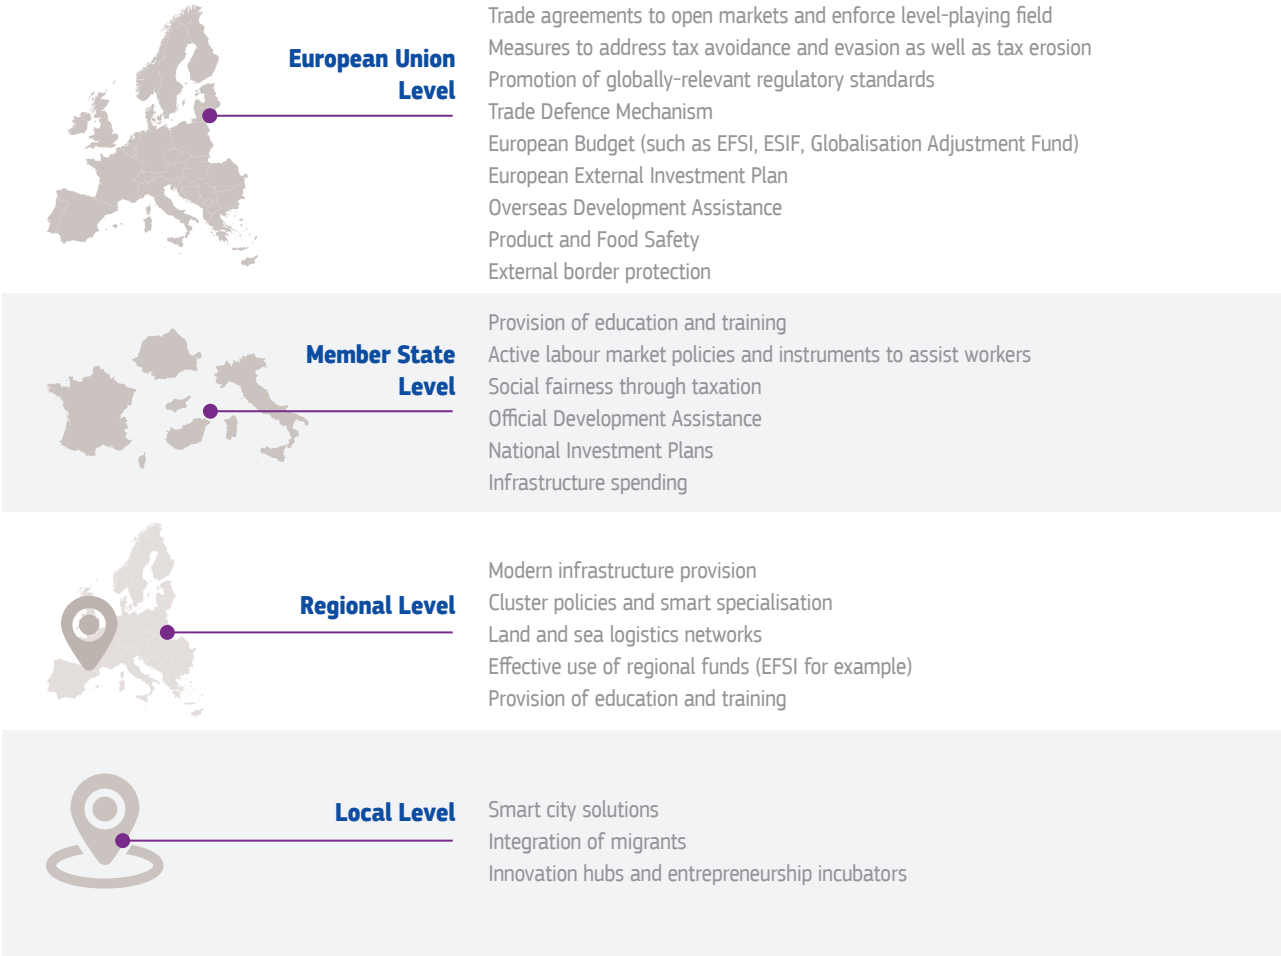 European Union
Level
Trade agreements to open markets and enforce level-playing field
Measures to address tax avoidance and evasion as well as tax erosion
Promotion of globally-relevant regulatory standards
Trade Defence Mechanism
European Budget (such as EFSI, ESIF, Globalisation Adjustment Fund)
European External Investment Plan
Overseas Development Assistance
Product and Food Safety
External border protection
Member State
Level
Provision of education and training
Active labour market policies and instruments to assist workers
Social fairness through taxation
Official Development Assistance
National Investment Plans
Infrastructure spending
Regional Level
Modern infrastructure provision
Cluster policies and smart specialisation
Land and sea logistics networks
Effective use of regional funds (EFSI for example)
Provision of education and training
Local Level
Smart city solutions
Integration of migrants
Innovation hubs and entrepreneurship incubators